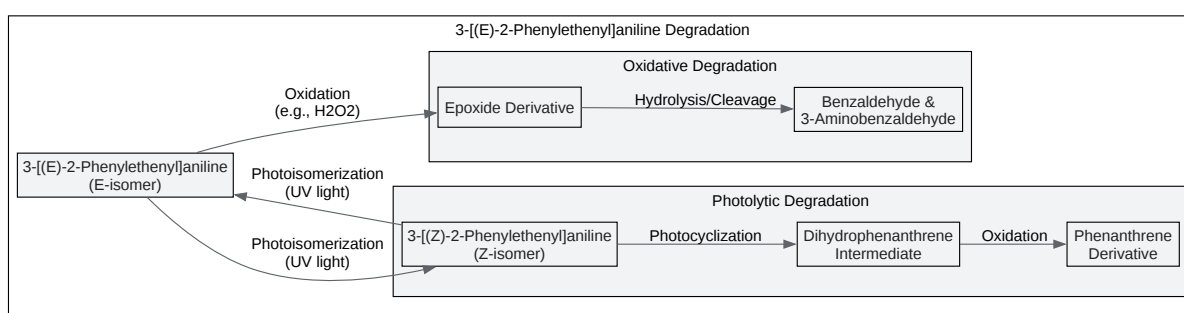 3-[(E)-2-Phenylethenyl]aniline Degradation
Oxidative Degradation
Oxidation
(e.g., H2O2)
Epoxide Derivative
Hydrolysis/Cleavage
Benzaldehyde &
3-Aminobenzaldehyde
3-[(E)-2-Phenylethenyl]aniline
(E-isomer)
Photoisomerization
(UV light)
Photolytic Degradation
Photoisomerization
(UV light)
3-[(Z)-2-Phenylethenyl]aniline
(Z-isomer)
Photocyclization
Dihydrophenanthrene
Intermediate
Oxidation
Phenanthrene
Derivative